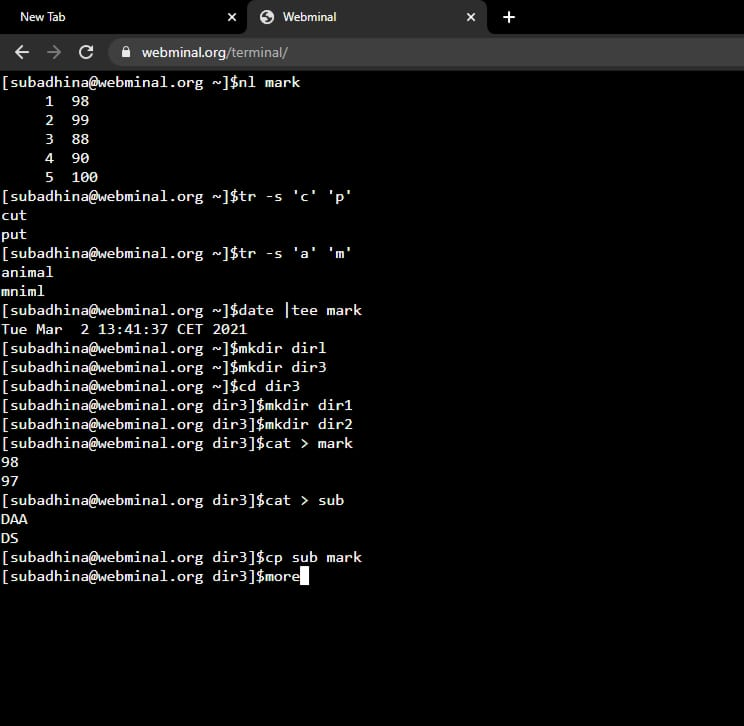 New Tab
Webminal
webminal.org/terminal/
[subadhina@webminal.org ~]$nl mark
1 98
2 99
3 88
4 90
5 100
[subadhina@webminal.org ~]$tr -s 'c' 'p'
cut
put
[subadhina@webminal.org ~]$tr -s 'a' 'm'
animal
mniml
[subadhina@webminal.org ~]$date |tee mark
Tue Mar  2 13:41:37 CET 2021
[subadhina@webminal.org ~]$mkdir dirl
[subadhina@webminal.org ~]$mkdir dir3
[subadhina@webminal.org ~]$cd dir3
[subadhina@webminal.org dir3]$mkdir dir1
[subadhina@webminal.org dir3]$mkdir dir2
[subadhina@webminal.org dir3]$cat > mark
98
97
[subadhina@webminal.org dir3]$cat > sub
DAA
DS
[subadhina@webminal.org dir3]$cp sub mark
[subadhina@webminal.org dir3]$more